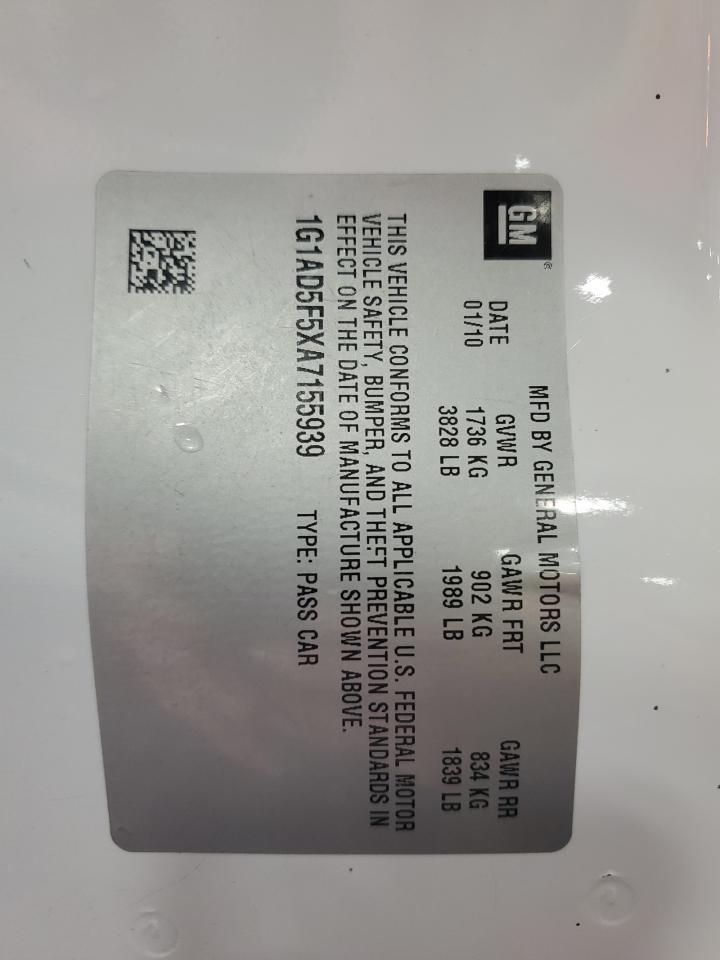 GM®
MFD BY GENERAL MOTORS LLC
DATE GVWR GAWR FRT GAWR RR
01/10 1736 KG 902 KG 834 KG
3828 LB 1989 LB 1839 LB
THIS VEHICLE CONFORMS TO ALL APPLICABLE U.S. FEDERAL MOTOR
VEHICLE SAFETY, BUMPER, AND THEFT PREVENTION STANDARDS IN
EFFECT ON THE DATE OF MANUFACTURE SHOWN ABOVE.
1G1AD5F5XA7155939 TYPE: PASS CAR